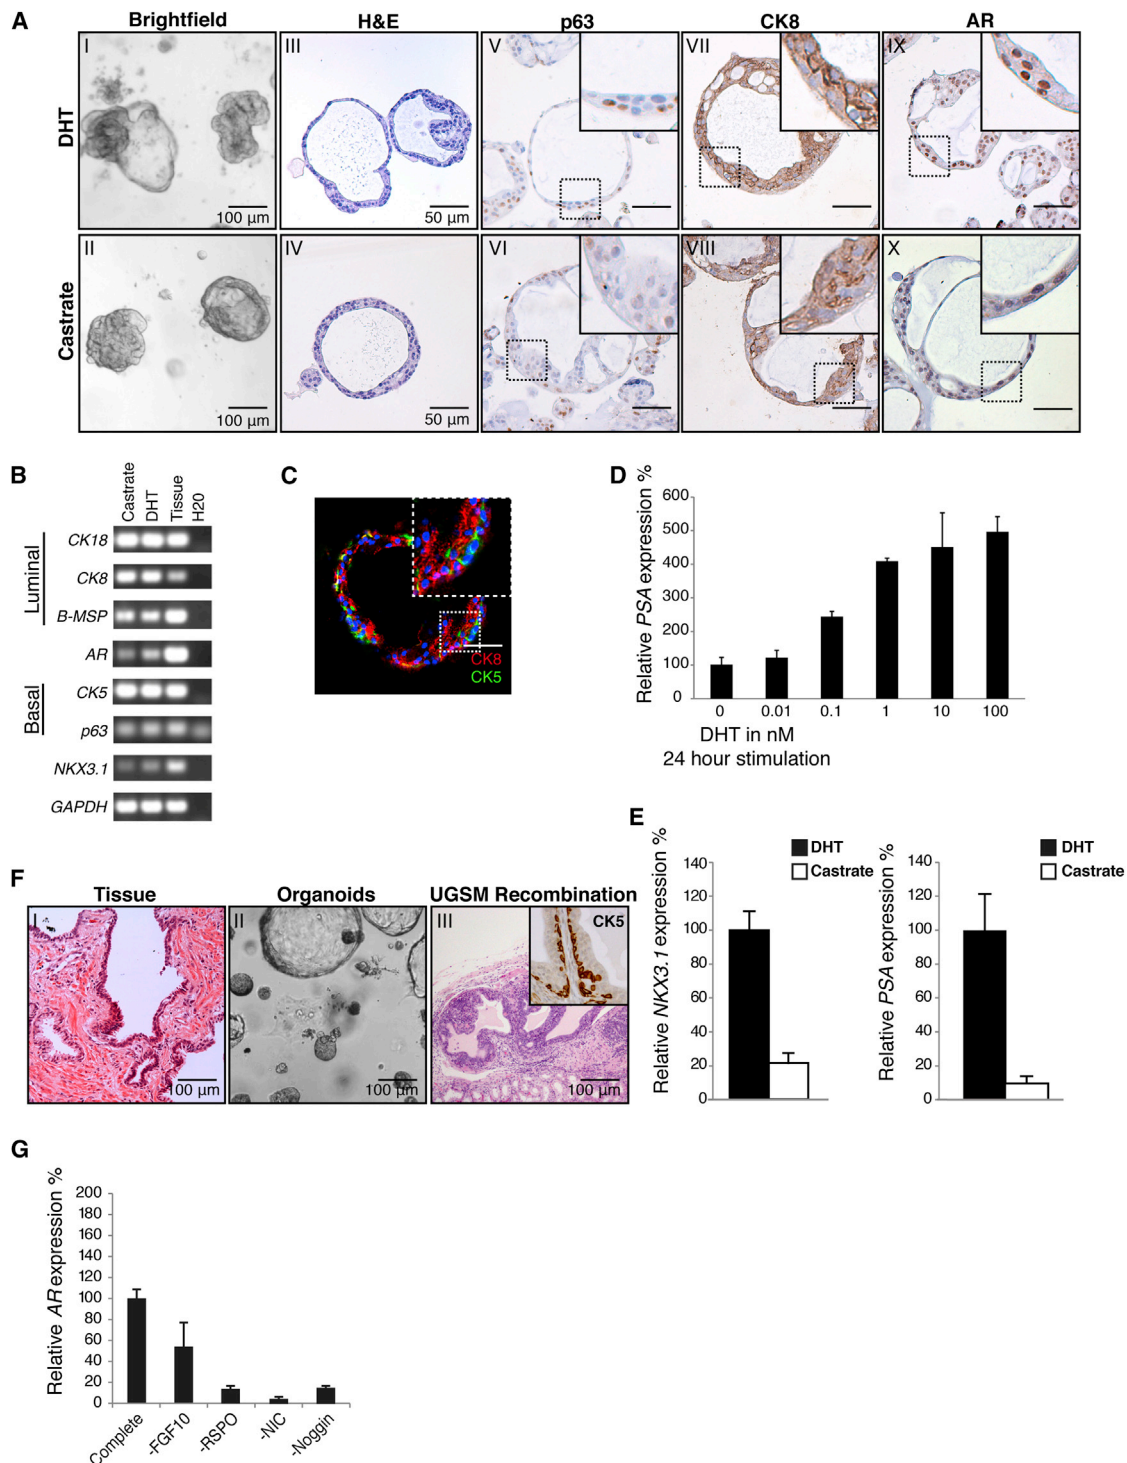 A
Brightfield
H&E
p63
CK8
AR
DHT
I
100 µm
III
50 µm
V
VII
IX
Castrate
II
100 µm
IV
50 µm
VI
VIII
X
B
Castrate
DHT
Tissue
H20
Luminal
CK18
CK8
B-MSP
AR
Basal
CK5
p63
NKX3.1
GAPDH
C
CK8
CK5
D
Relative PSA expression %
600
500
400
300
200
100
0
0 0.01 0.1 1 10 100
DHT in nM
24 hour stimulation
E
Relative NKX3.1 expression %
140
120
100
80
60
40
20
0
DHT
Castrate
Relative PSA expression %
140
120
100
80
60
40
20
0
DHT
Castrate
F
Tissue
Organoids
UGSM Recombination
I
100 µm
II
100 µm
III
CK5
100 µm
G
Relative AR expression %
200
180
160
140
120
100
80
60
40
20
0
Complete
-FGF10
-RSPO
-NIC
-Noggin